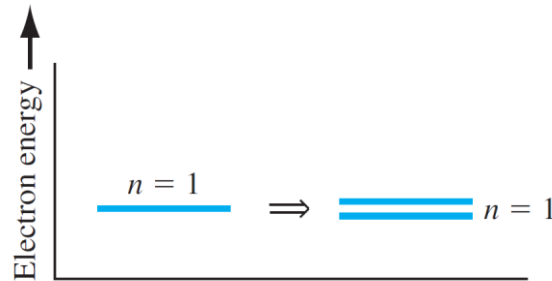 Electron energy
n = 1
⇒
n = 1